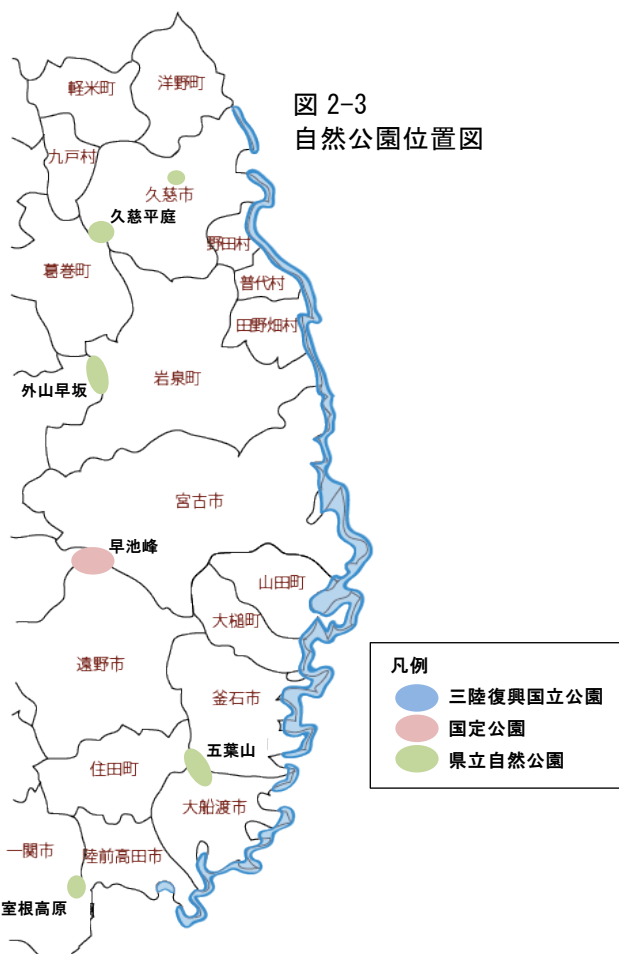 図 2-3
自然公園位置図
軽米町
洋野町
九戸村
久慈市
久慈平庭
野田村
葛巻町
普代村
田野畑村
外山早坂
岩泉町
宮古市
早池峰
山田町
大槌町
遠野市
釜石市
五葉山
住田町
大船渡市
一関市
陸前高田市
室根高原
凡例
三陸復興国立公園
国定公園
県立自然公園